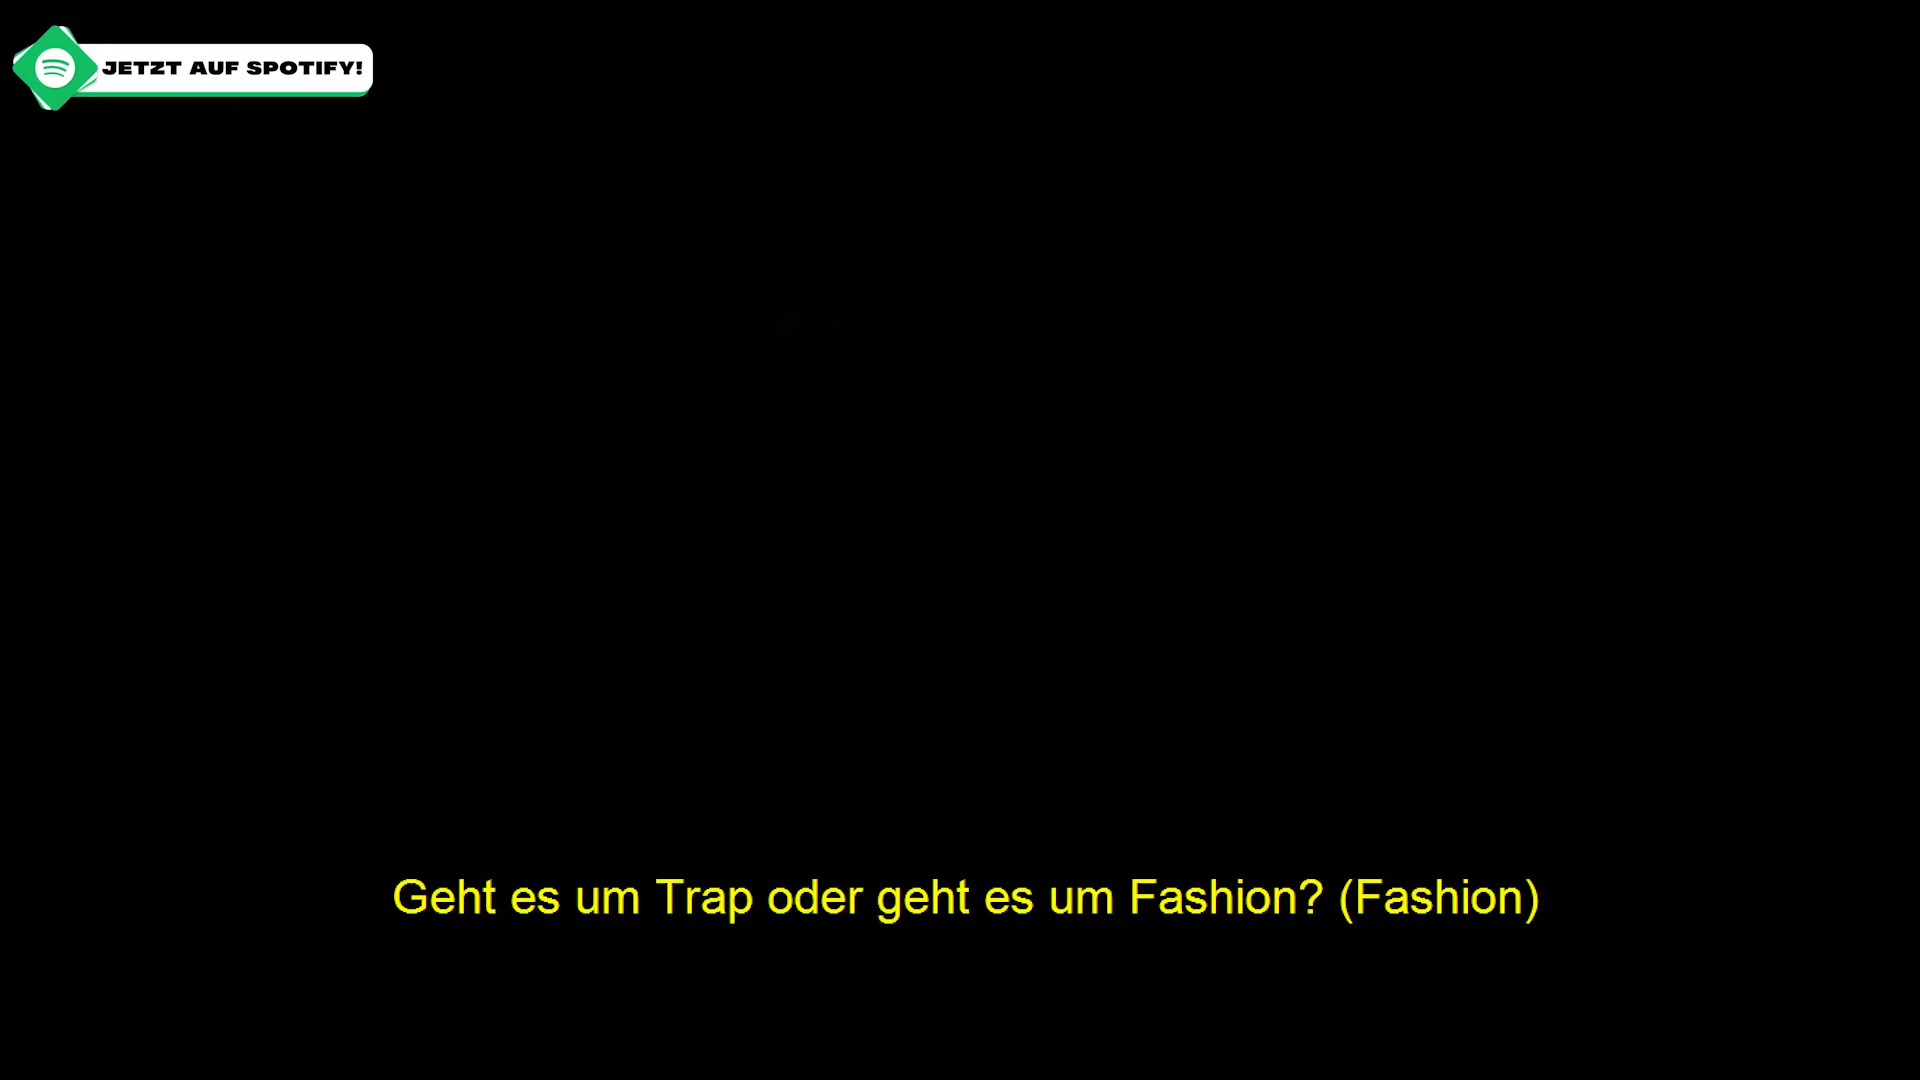 JETZT AUF SPOTIFY!
Geht es um Trap oder geht es um Fashion? (Fashion)